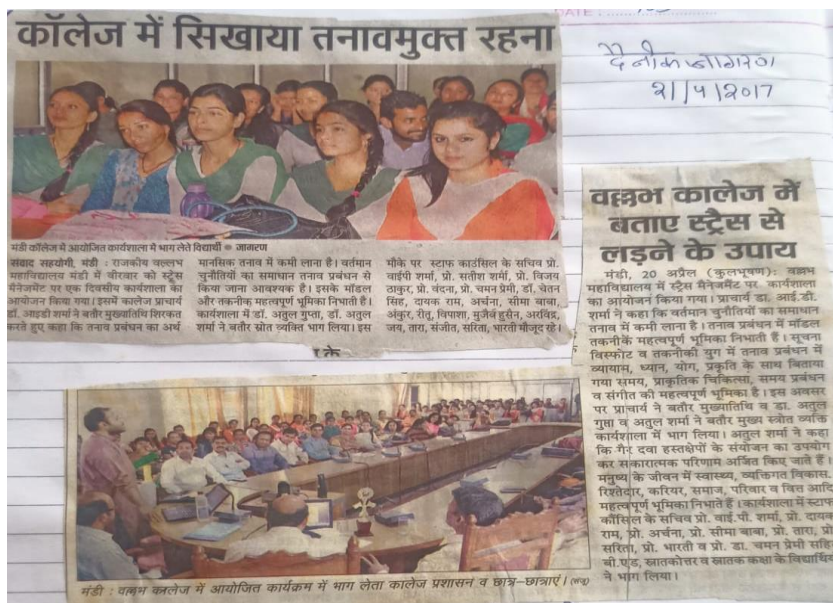 DATE :
दैनीक जागरण
21/4/2017
कॉलेज में सिखाया तनावमुक्त रहना
मंडी कॉलेज में आयोजित कार्यशाला में भाग लेते विद्यार्थी ● जागरण
संवाद सहयोगी, मंडी : राजकीय वल्लभ
महाविद्यालय मंडी में वीरवार को स्ट्रैस
मैनेजमेंट पर एक दिवसीय कार्यशाला का
आयोजन किया गया। इसमें कालेज प्राचार्य
डॉ. आइडी शर्मा ने बतौर मुख्यातिथि शिरकत
करते हुए कहा कि तनाव प्रबंधन का अर्थ
मानसिक तनाव में कमी लाना है। वर्तमान
चुनौतियों का समाधान तनाव प्रबंधन से
किया जाना आवश्यक है। इसके मॉडल
और तकनीक महत्वपूर्ण भूमिका निभाती हैं।
कार्यशाला में डॉ. अतुल गुप्ता, डॉ. अतुल
शर्मा ने बतौर स्रोत व्यक्ति भाग लिया। इस
मौके पर स्टाफ काउंसिल के सचिव प्रो.
वाईपी शर्मा, प्रो. सतीश शर्मा, प्रो. विजय
ठाकुर, प्रो. वंदना, प्रो. चमन प्रेमी, डॉ. चेतन
सिंह, दायक राम, अर्चना, सीमा बाबा,
अंकुर, रीतू, विपाशा, मुजैब हुसैन, अरविंद्र,
जय, तारा, संजीत, सरिता, भारती मौजूद रहे।
वल्लभ कालेज में
बताए स्ट्रैस से
लड़ने के उपाय
मंडी, 20 अप्रैल (कुलभूषण): वल्लभ
महाविद्यालय में स्ट्रैस मैनेजमैंट पर कार्यशाला
का आयोजन किया गया। प्राचार्य डा. आई.डी.
शर्मा ने कहा कि वर्तमान चुनौतियों का समाधान
तनाव में कमी लाना है। तनाव प्रबंधन में मॉडल
तकनीकें महत्वपूर्ण भूमिका निभाती हैं। सूचना
विस्फोट व तकनीकी युग में तनाव प्रबंधन में
व्यायाम, ध्यान, योग, प्रकृति के साथ बिताया
गया समय, प्राकृतिक चिकित्सा, समय प्रबंधन
व संगीत की महत्वपूर्ण भूमिका है। इस अवसर
पर प्राचार्य ने बतौर मुख्यातिथि व डा. अतुल
गुप्ता व अतुल शर्मा ने बतौर मुख्य स्त्रोत व्यक्ति
कार्यशाला में भाग लिया। अतुल शर्मा ने कहा
कि गैर दवा हस्तक्षेपों के संयोजन का उपयोग
कर सकारात्मक परिणाम अर्जित किए जाते हैं।
मनुष्य के जीवन में स्वास्थ्य, व्यक्तिगत विकास,
रिश्तेदार, करियर, समाज, परिवार व वित्त आदि
महत्वपूर्ण भूमिका निभाते हैं। कार्यशाला में स्टाफ
कौंसिल के सचिव प्रो. वाई.पी. शर्मा, प्रो. दायक
राम, प्रो. अर्चना, प्रो. सीमा बाबा, प्रो. तारा, प्रो.
सरिता, प्रो. भारती व प्रो. डा. चमन प्रेमी सहित
बी.एड, स्नातकोत्तर व स्नातक कक्षा के विद्यार्थियों
ने भाग लिया।
मंडी : वल्लभ कालेज में आयोजित कार्यक्रम में भाग लेता कालेज प्रशासन व छात्र-छात्राएं।